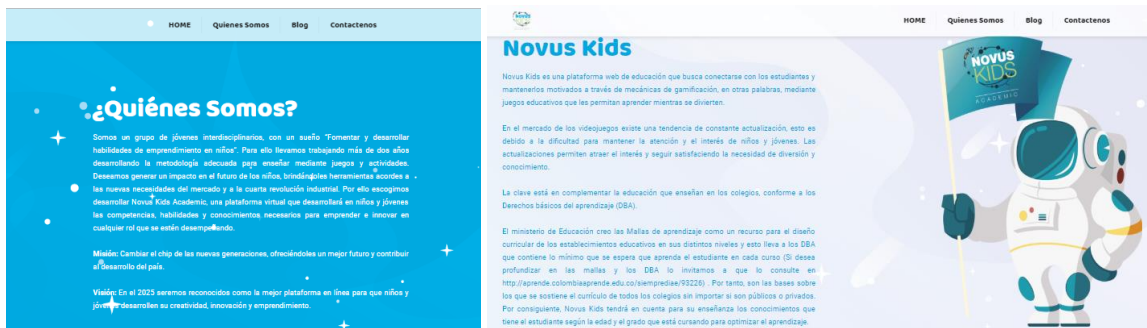 HOME Quienes Somos Blog Contactenos
¿Quiénes Somos?
Somos un grupo de jóvenes interdisciplinarios, con un sueño "Fomentar y desarrollar
habilidades de emprendimiento en niños". Para ello llevamos trabajando más de dos años
desarrollando la metodología adecuada para enseñar mediante juegos y actividades.
Deseamos generar un impacto en el futuro de los niños, brindándoles herramientas acordes a
las nuevas necesidades del mercado y a la cuarta revolución industrial. Por ello escogimos
desarrollar Novus Kids Academic, una plataforma virtual que desarrollará en niños y jóvenes
las competencias, habilidades y conocimientos necesarios para emprender e innovar en
cualquier rol que se estén desempeñando.
Misión: Cambiar el chip de las nuevas generaciones, ofreciéndoles un mejor futuro y contribuir
al desarrollo del país.
Visión: En el 2025 seremos reconocidos como la mejor plataforma en línea para que niños y
jóvenes desarrollen su creatividad, innovación y emprendimiento.
HOME Quienes Somos Blog Contactenos
Novus Kids
Novus Kids es una plataforma web de educación que busca conectarse con los estudiantes y
mantenerlos motivados a través de mecánicas de gamificación, en otras palabras, mediante
juegos educativos que les permitan aprender mientras se divierten.
En el mercado de los videojuegos existe una tendencia de constante actualización, esto es
debido a la dificultad para mantener la atención y el interés de niños y jóvenes. Las
actualizaciones permiten atraer el interés y seguir satisfaciendo la necesidad de diversión y
conocimiento.
La clave está en complementar la educación que enseñan en los colegios, conforme a los
Derechos básicos del aprendizaje (DBA).
El ministerio de Educación creo las Mallas de aprendizaje como un recurso para el diseño
curricular de los establecimientos educativos en sus distintos niveles y esto lleva a los DBA
que contiene lo mínimo que se espera que aprenda el estudiante en cada curso (Si desea
profundizar en las mallas y los DBA lo invitamos a que lo consulte en
http://aprende.colombiaaprende.edu.co/siemprediae/93226) . Por tanto, son las bases sobre
los que se sostiene el currículo de todos los colegios sin importar si son públicos o privados.
Por consiguiente, Novus Kids tendrá en cuenta para su enseñanza los conocimientos que
tiene el estudiante según la edad y el grado que está cursando para optimizar el aprendizaje.
NOVUS
KIDS
ACADEMIC